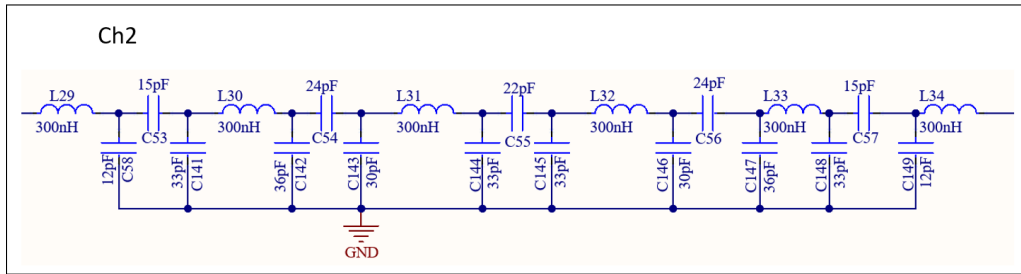 Ch2
L29
300nH
15pF
C53
12pF
C58
33pF
C141
L30
300nH
24pF
C54
36pF
C142
30pF
C143
L31
300nH
22pF
C55
33pF
C144
33pF
C145
L32
300nH
24pF
C56
30pF
C146
36pF
C147
L33
300nH
15pF
C57
33pF
C148
12pF
C149
L34
300nH
GND